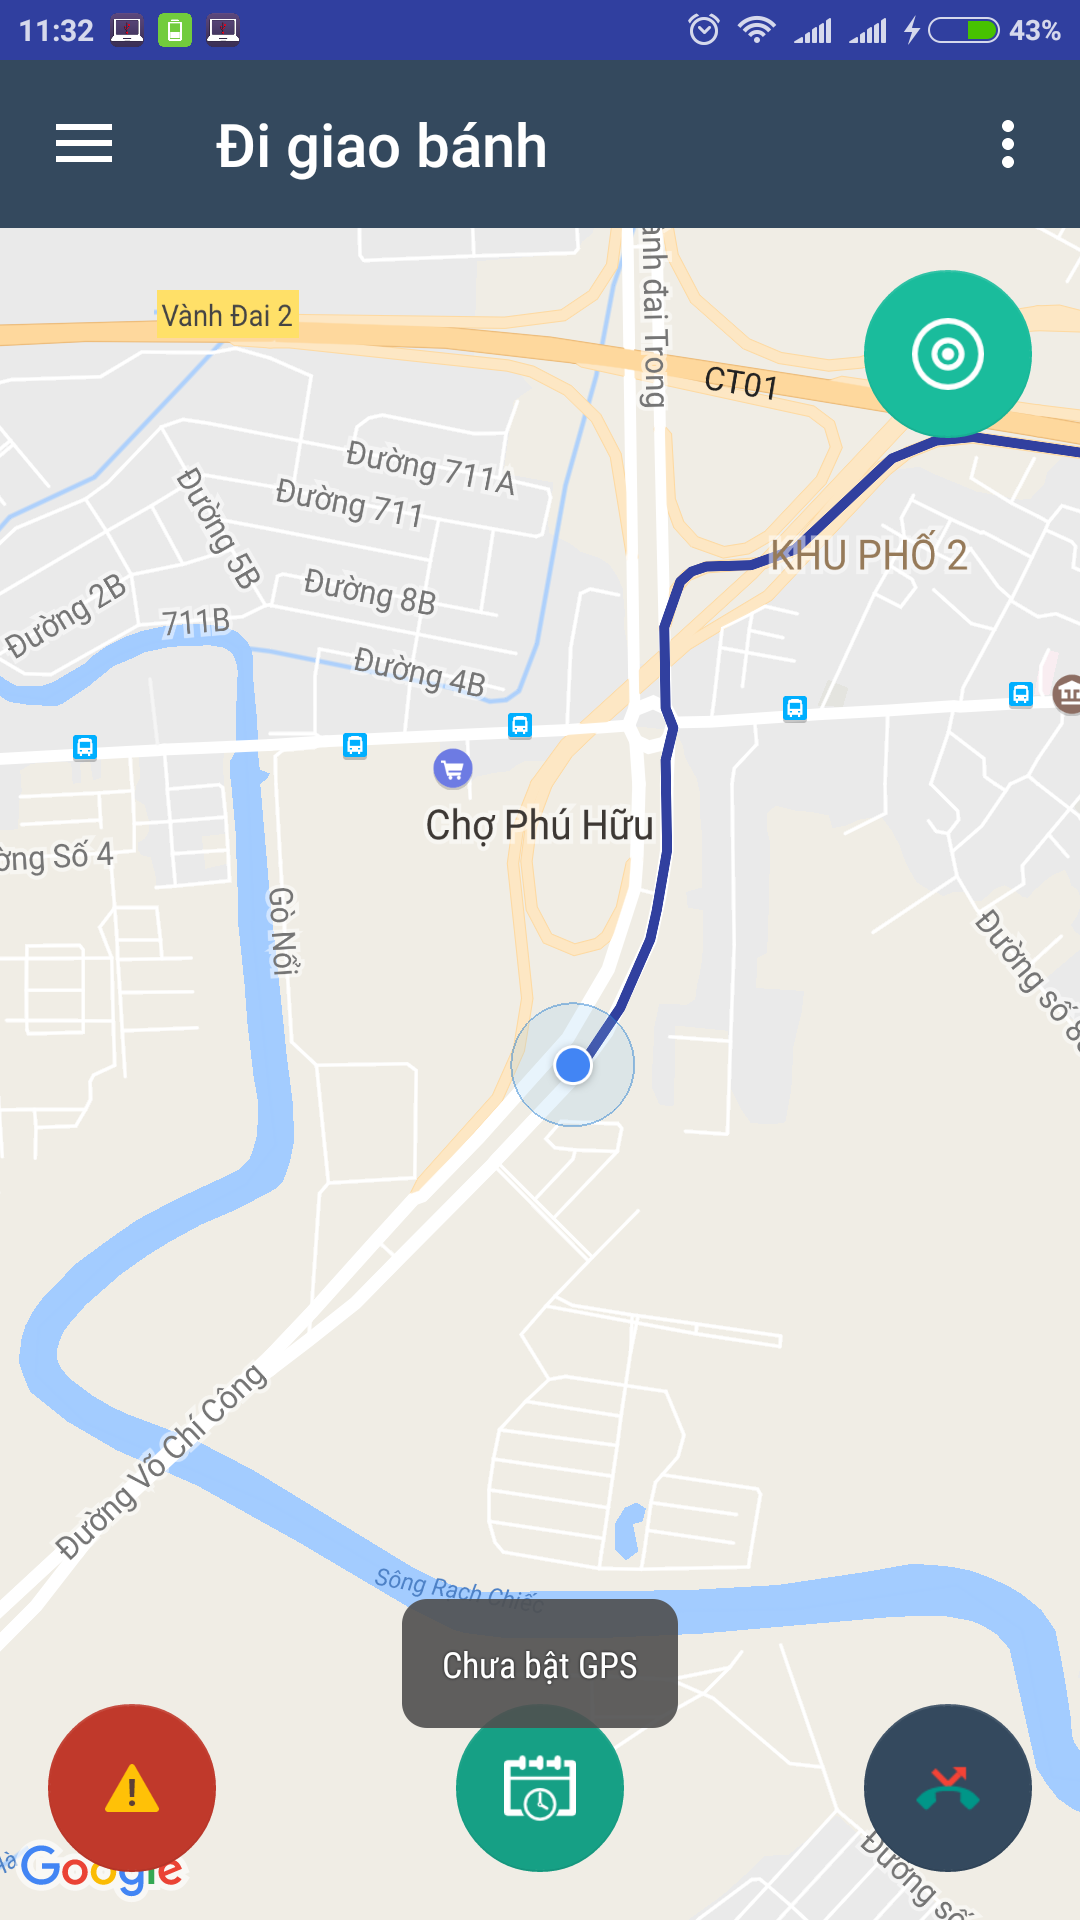 11:32
43%
Đi giao bánh
Vành Đai 2
ành đai Trong
CT01
Đường 711A
Đường 711
Đường 5B
KHU PHỐ 2
Đường 8B
Đường 2B
711B
Đường 4B
Chợ Phú Hữu
ờng Số 4
Gò Nổi
Đường số 8
Đường Võ Chí Công
Sông Rạch Chiếc
Chưa bật GPS
Google
Đường số